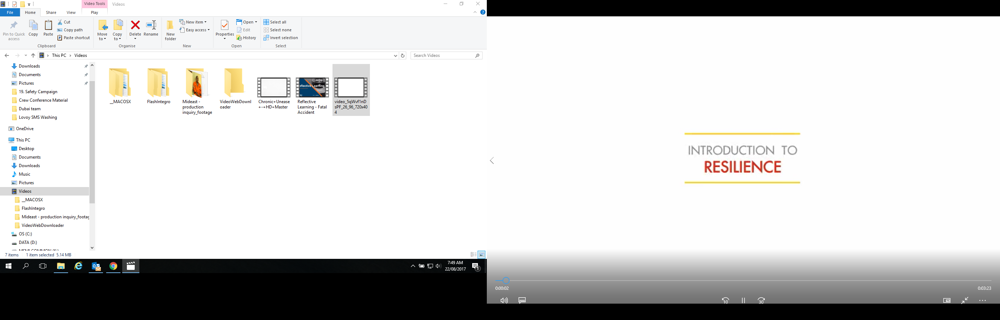 Video Tools
Videos
File
Home
Share
View
Play
Pin to Quick
access
Copy
Paste
Cut
Copy path
Paste shortcut
Clipboard
Move
to
Copy
to
Delete
Rename
Organise
New
folder
New item
Easy access
New
Properties
Open
Edit
History
Open
Select all
Select none
Invert selection
Select
This PC
Videos
Search Videos
Downloads
Documents
Pictures
19. Safety Campaign
Crew Conference Material
Dubai team
Lovoy SMS Washing
OneDrive
This PC
Desktop
Documents
Downloads
Music
Pictures
Videos
__MACOSX
FlashIntegro
Mideast - production inquiry_footag
VideoWebDownloader
OS (C:)
DATA (D:)
__MACOSX
FlashIntegro
Mideast -
production
inquiry_footage
VideoWebDownl
oader
Chronic+Unease
+-+HD+Master
eflective Learning
Reflective
Learning - Fatal
Accident
video_5qWvf1nD
sPF_26_96_720x40
4
7 items 1 item selected 5.14 MB
7:49 AM
22/08/2017
1
INTRODUCTION TO
RESILIENCE
0:00:02
0:03:23
10
30